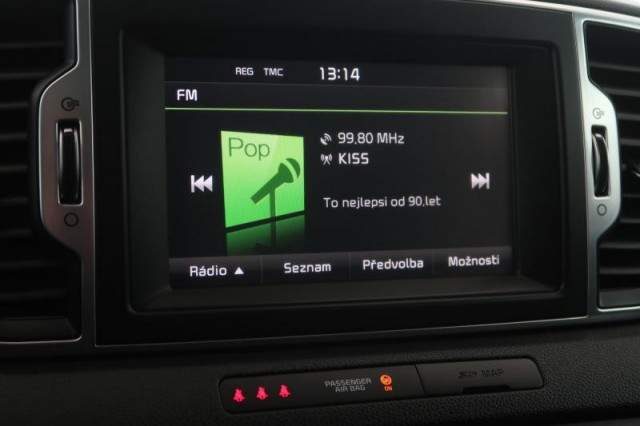 REG TMC 13:14
FM
Pop
99,80 MHz
KISS
To nejlepsi od 90,let
Rádio ▲ Seznam Předvolba Možnosti
PASSENGER
AIR BAG ON
MAP